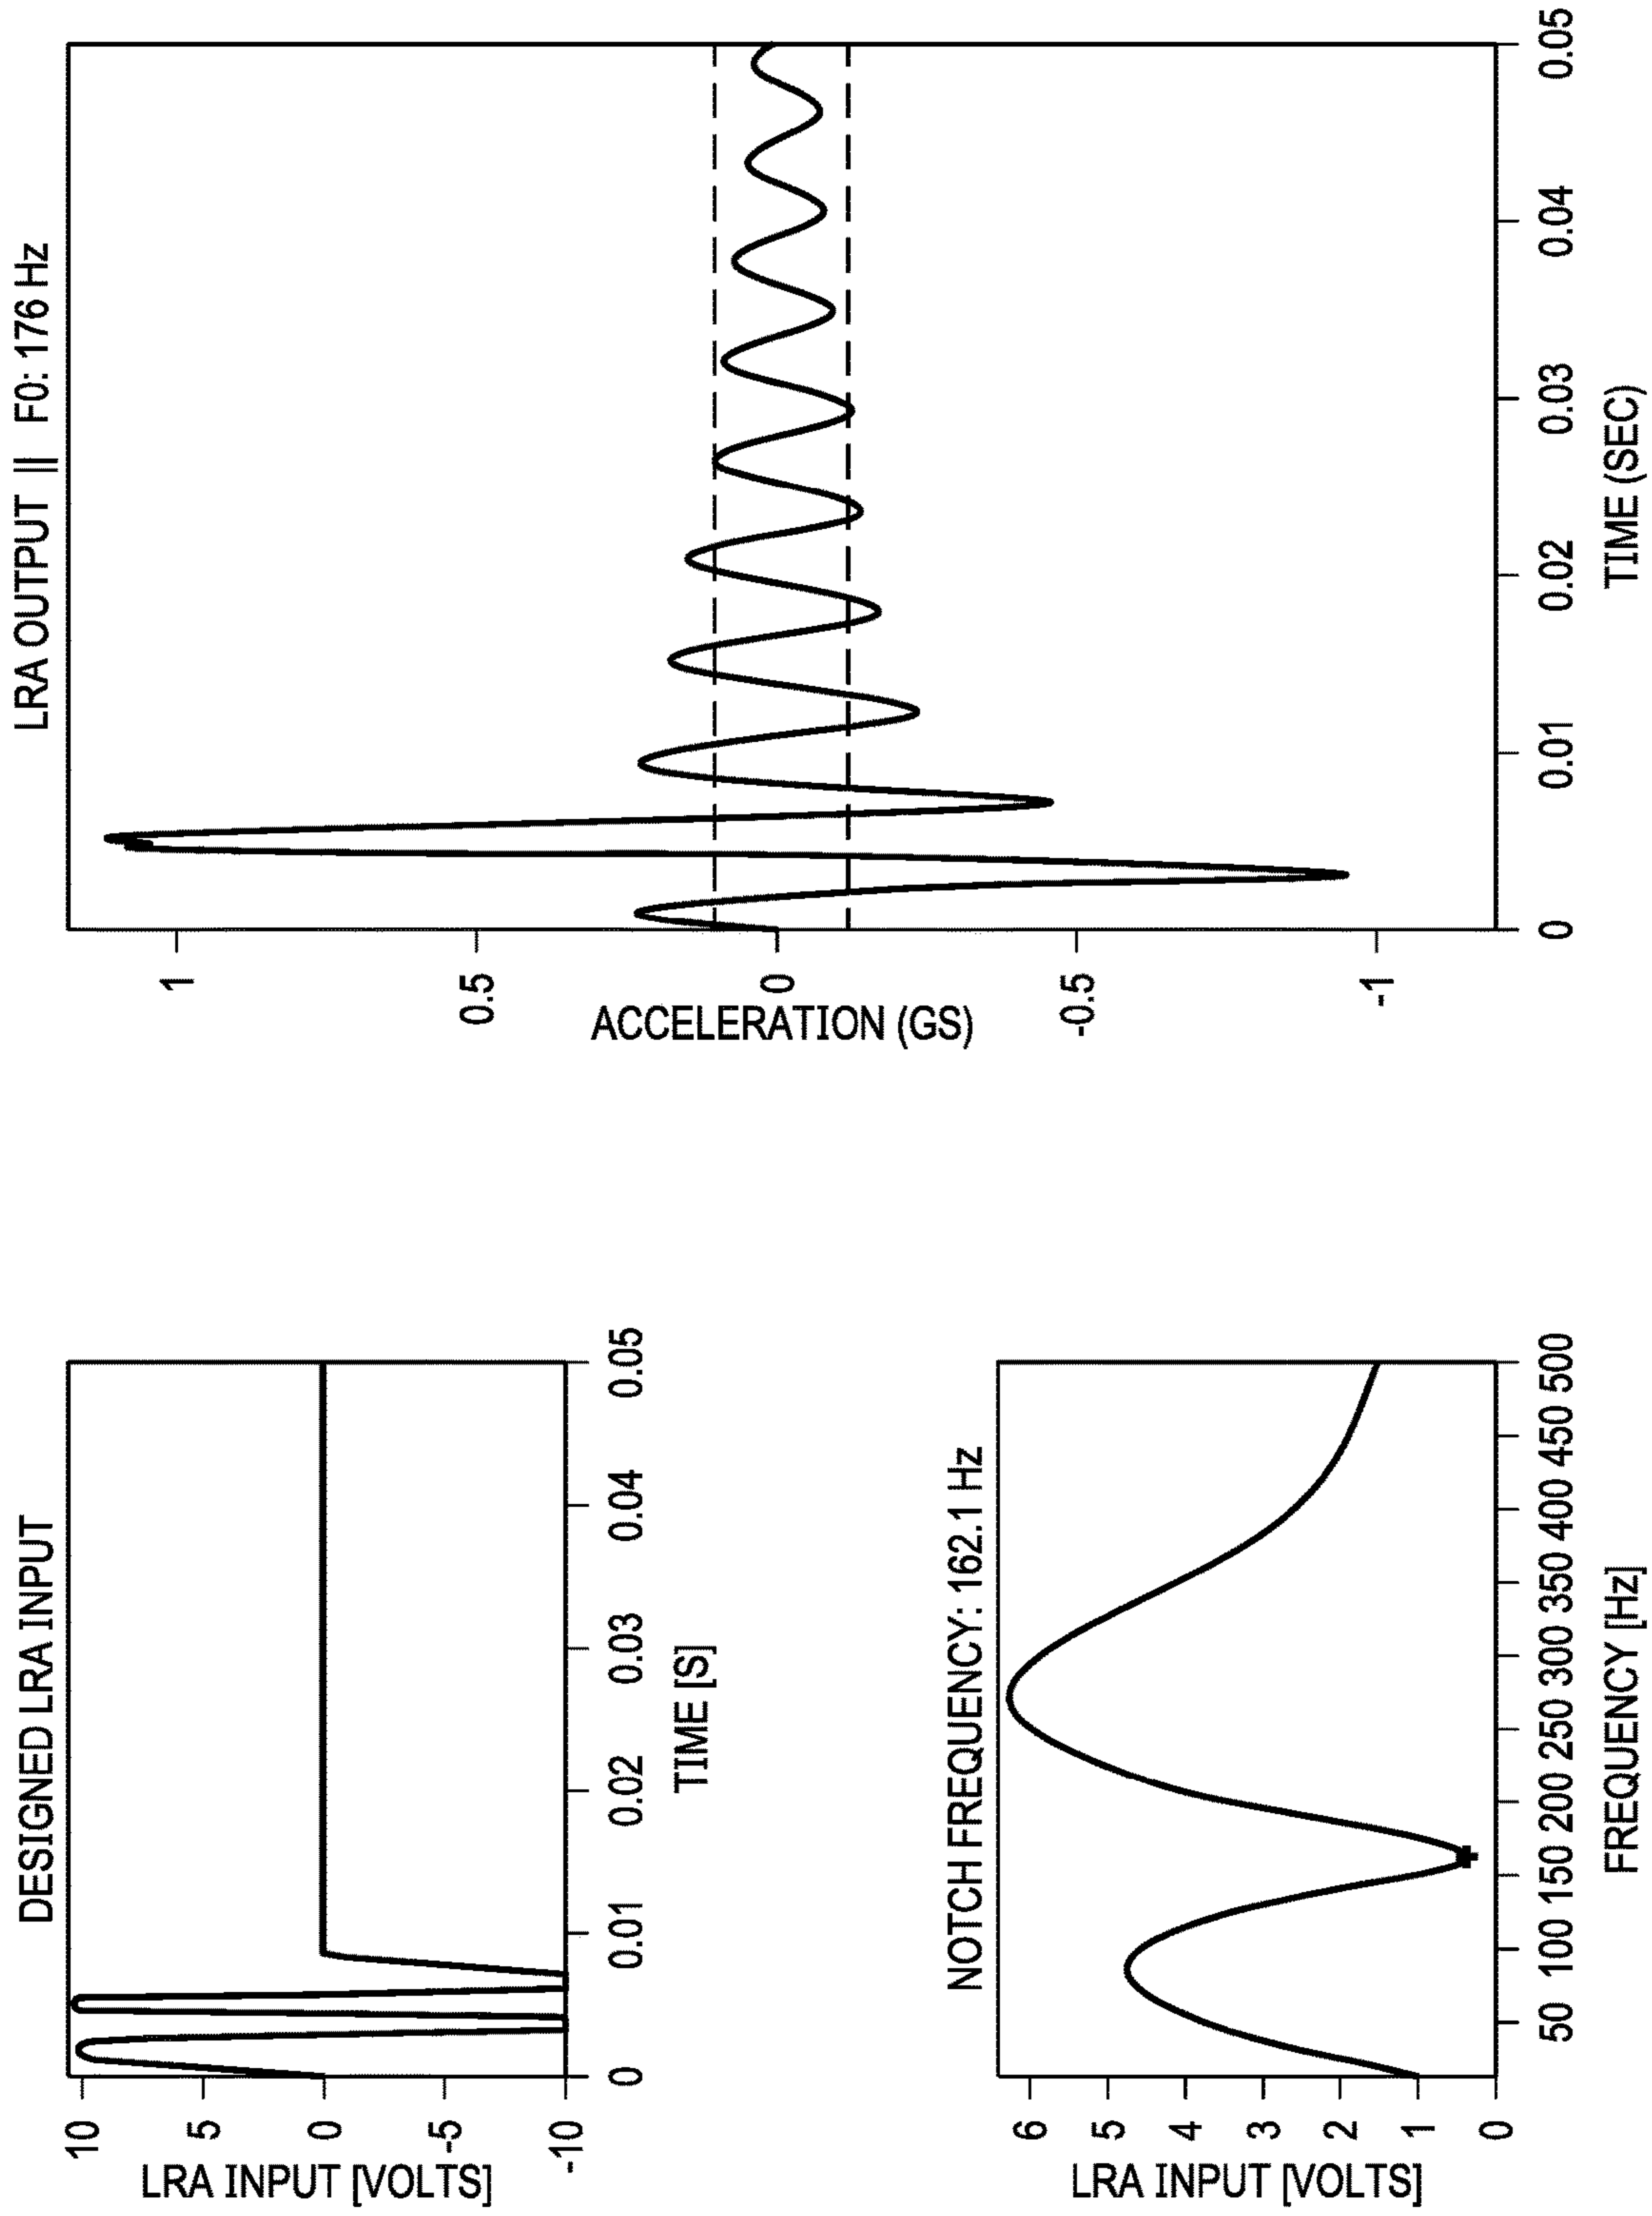 DESIGNED LRA INPUT
10
5
0
-5
-10
LRA INPUT [VOLTS]
0 0.01 0.02 0.03 0.04 0.05
TIME [S]
NOTCH FREQUENCY: 162.1 Hz
6
5
4
3
2
1
0
LRA INPUT [VOLTS]
50 100 150 200 250 300 350 400 450 500
FREQUENCY [Hz]
LRA OUTPUT || F0: 176 Hz
1
0.5
0
-0.5
-1
ACCELERATION (GS)
0 0.01 0.02 0.03 0.04 0.05
TIME (SEC)